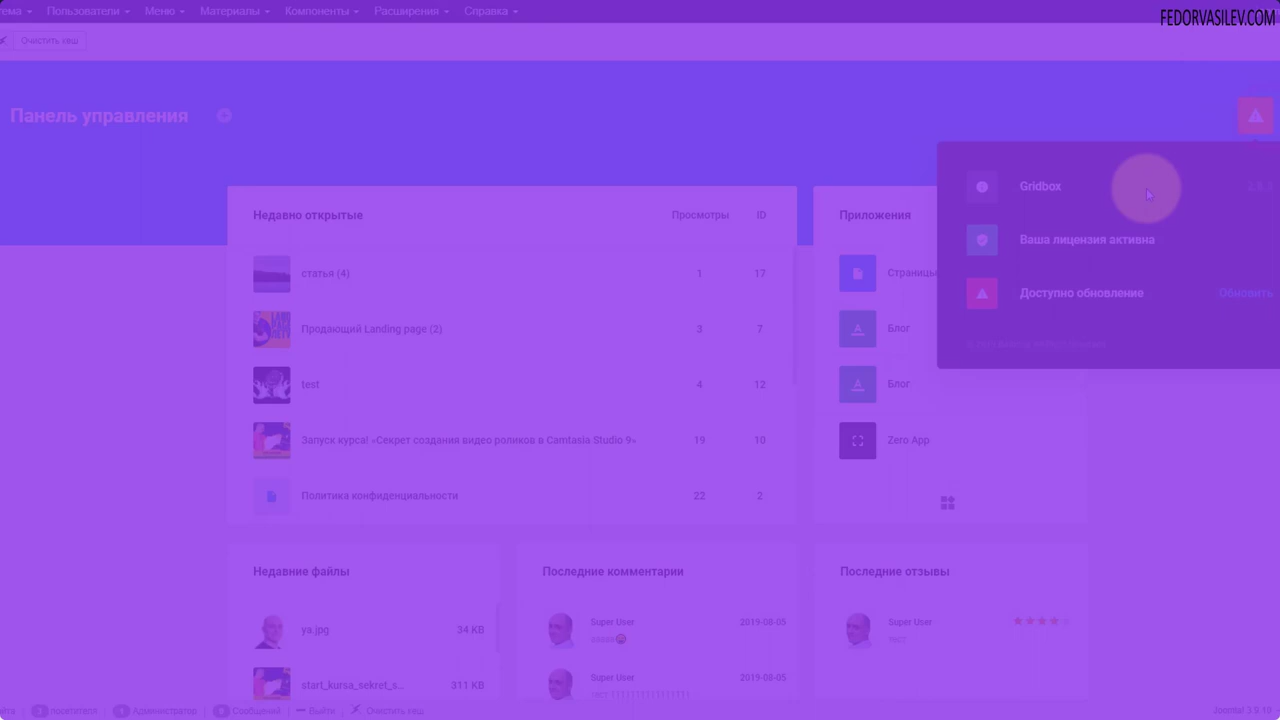 Пользователи Меню Материалы Компоненты Расширения Справка
FEDORVASILEV.COM
Очистить кеш
Панель управления
Gridbox
Недавно открытые Просмотры ID
Приложения
Ваша лицензия активна
статья (4) 1 17
Страницы
Доступно обновление Обновить
Продающий Landing page (2) 3 7
Блог
test 4 12
Блог
Запуск курса! «Секрет создания видео роликов в Camtasia Studio 9» 19 10
Zero App
Политика конфиденциальности 22 2
Недавние файлы
Последние комментарии
Последние отзывы
ya.jpg 34 KB
Super User 2019-08-05
Super User
тест
start_kursa_sekret_s... 311 KB
Super User 2019-08-05
Администратор Сообщений Выйти Очистить кеш